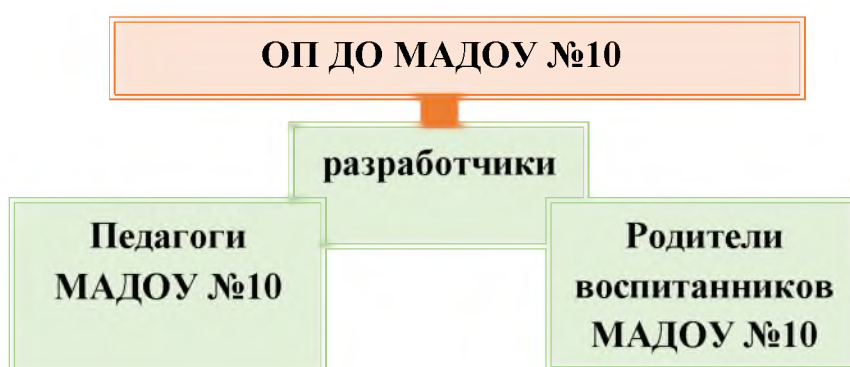 ОП ДО МАДОУ №10
разработчики
Педагоги
МАДОУ №10
Родители
воспитанников
МАДОУ №10